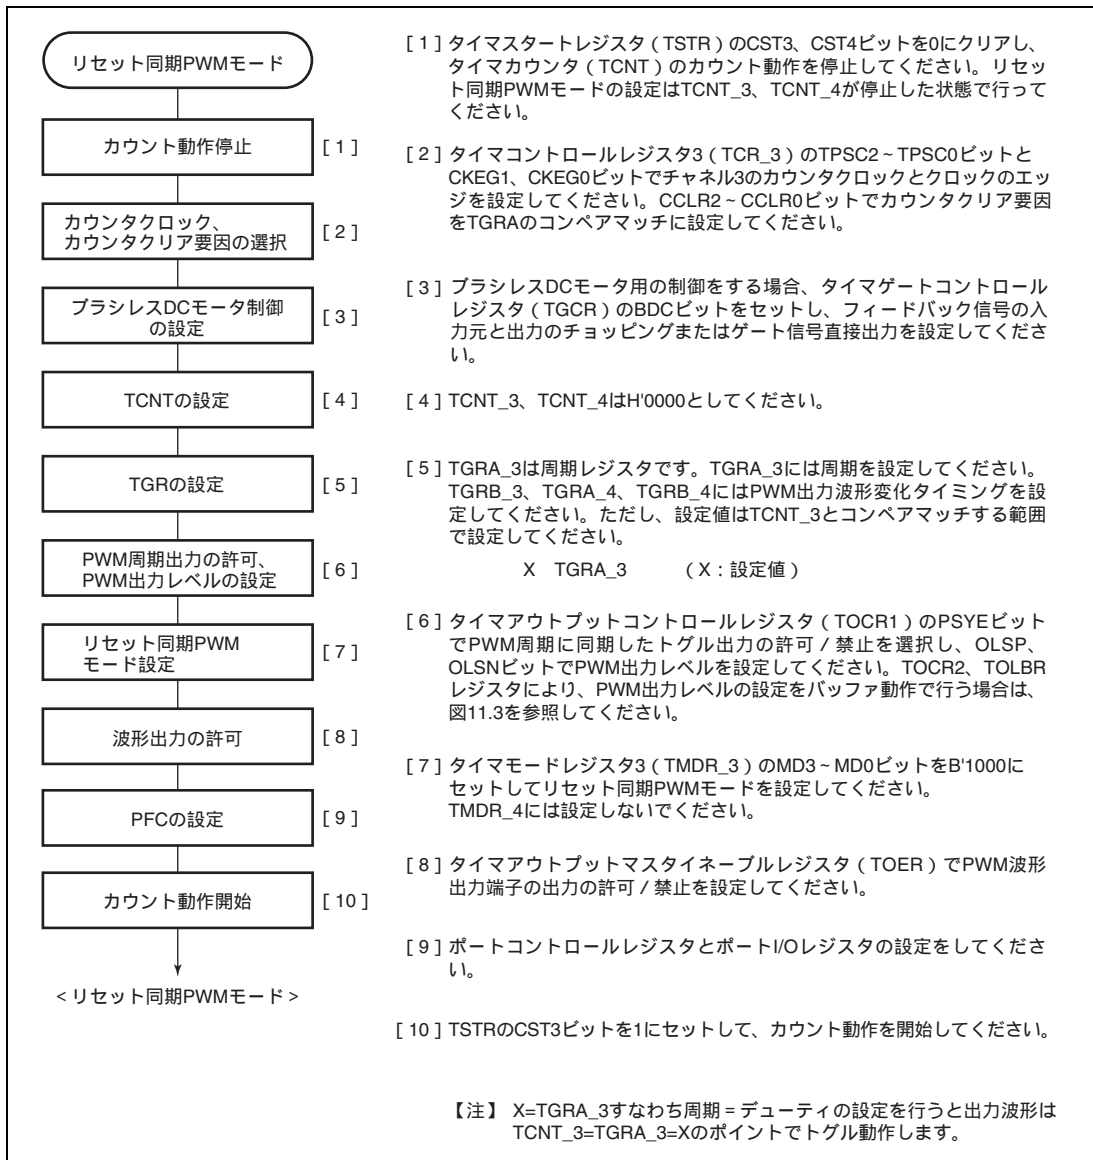 リセット同期PWMモード
カウント動作停止
[ 1 ]
カウンタクロック、
カウンタクリア要因の選択
[ 2 ]
ブラシレスDCモータ制御
の設定
[ 3 ]
TCNTの設定
[ 4 ]
TGRの設定
[ 5 ]
PWM周期出力の許可、
PWM出力レベルの設定
[ 6 ]
リセット同期PWM
モード設定
[ 7 ]
波形出力の許可
[ 8 ]
PFCの設定
[ 9 ]
カウント動作開始
[ 10 ]
<リセット同期PWMモード>
[ 1 ] タイマスタートレジスタ(TSTR)のCST3、CST4ビットを0にクリアし、
タイマカウンタ(TCNT)のカウント動作を停止してください。リセッ
ト同期PWMモードの設定はTCNT_3、TCNT_4が停止した状態で行って
ください。
[ 2 ] タイマコントロールレジスタ3(TCR_3)のTPSC2~TPSC0ビットと
CKEG1、CKEG0ビットでチャネル3のカウンタクロックとクロックのエッ
ジを設定してください。CCLR2~CCLR0ビットでカウンタクリア要因
をTGRAのコンペアマッチに設定してください。
[ 3 ] ブラシレスDCモータ用の制御をする場合、タイマゲートコントロール
レジスタ(TGCR)のBDCビットをセットし、フィードバック信号の入
力元と出力のチョッピングまたはゲート信号直接出力を設定してくださ
い。
[ 4 ] TCNT_3、TCNT_4はH'0000としてください。
[ 5 ] TGRA_3は周期レジスタです。TGRA_3には周期を設定してください。
TGRB_3、TGRA_4、TGRB_4にはPWM出力波形変化タイミングを設
定してください。ただし、設定値はTCNT_3とコンペアマッチする範囲
で設定してください。
X TGRA_3 (X:設定値)
[ 6 ] タイマアウトプットコントロールレジスタ(TOCR1)のPSYEビット
でPWM周期に同期したトグル出力の許可/禁止を選択し、OLSP、
OLSNビットでPWM出力レベルを設定してください。TOCR2、TOLBR
レジスタにより、PWM出力レベルの設定をバッファ動作で行う場合は、
図11.3を参照してください。
[ 7 ] タイマモードレジスタ3(TMDR_3)のMD3~MD0ビットをB'1000に
セットしてリセット同期PWMモードを設定してください。
TMDR_4には設定しないでください。
[ 8 ] タイマアウトプットマスタイネーブルレジスタ(TOER)でPWM波形
出力端子の出力の許可/禁止を設定してください。
[ 9 ] ポートコントロールレジスタとポートI/Oレジスタの設定をしてくださ
い。
[ 10 ] TSTRのCST3ビットを1にセットして、カウント動作を開始してください。
【注】 X=TGRA_3すなわち周期=デューティの設定を行うと出力波形は
TCNT_3=TGRA_3=Xのポイントでトグル動作します。